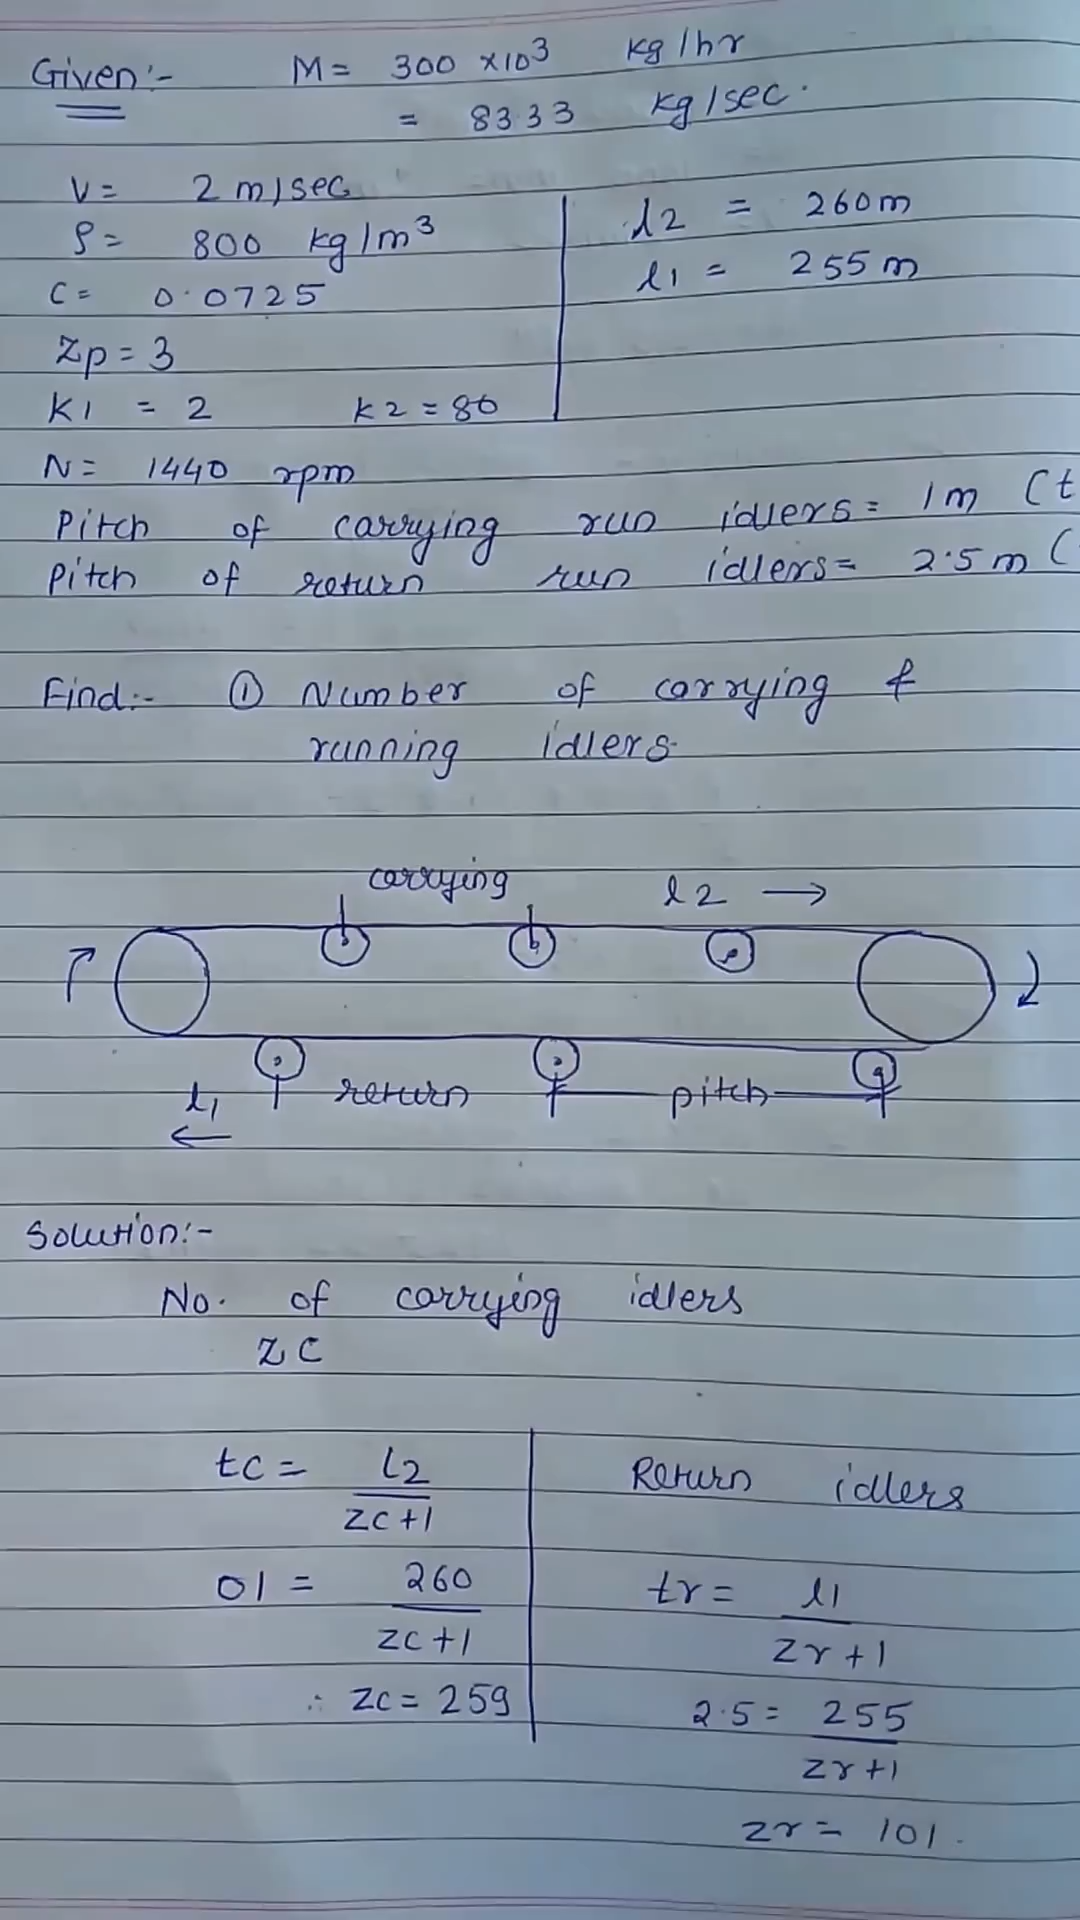 Given:- M = 300 ×10³ kg/hr
= 83.33 kg/sec.
V = 2 m/sec
ρ = 800 kg/m³
C = 0.0725
Zp = 3
K1 = 2 K2 = 80
l2 = 260m
l1 = 255m
N = 1440 rpm
Pitch of carrying run idlers = 1m (t
Pitch of return run idlers = 2.5m (
Find:- ① Number of carrying &
running idlers.
carrying l2 →
l1 return pitch
←
Solution:-
No. of carrying idlers
ZC
tc = l2
zc+1
01 = 260
zc+1
∴ zc = 259
Return idlers
tr = l1
zr+1
2.5 = 255
zr+1
zr = 101.